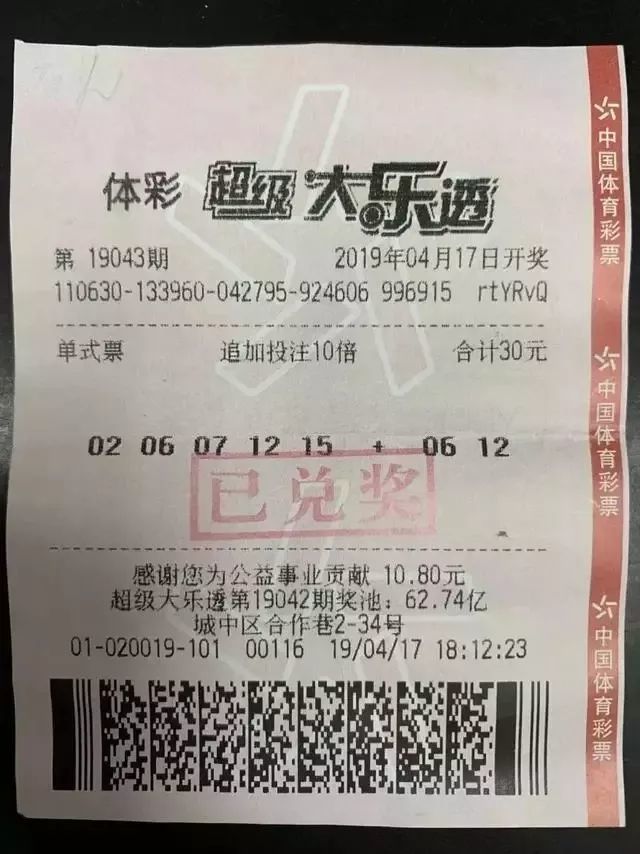 体彩 超级大乐透
第 19043期 2019年04月17日开奖
110630-133960-042795-924606 996915 rtYRvQ
单式票 追加投注10倍 合计30元
02 06 07 12 15 + 06 12
已兑奖
感谢您为公益事业贡献 10.80元
超级大乐透第19042期奖池：62.74亿
城中区合作巷2-34号
01-020019-101 00116 19/04/17 18:12:23
中国体育彩票
中国体育彩票
中国体育彩票